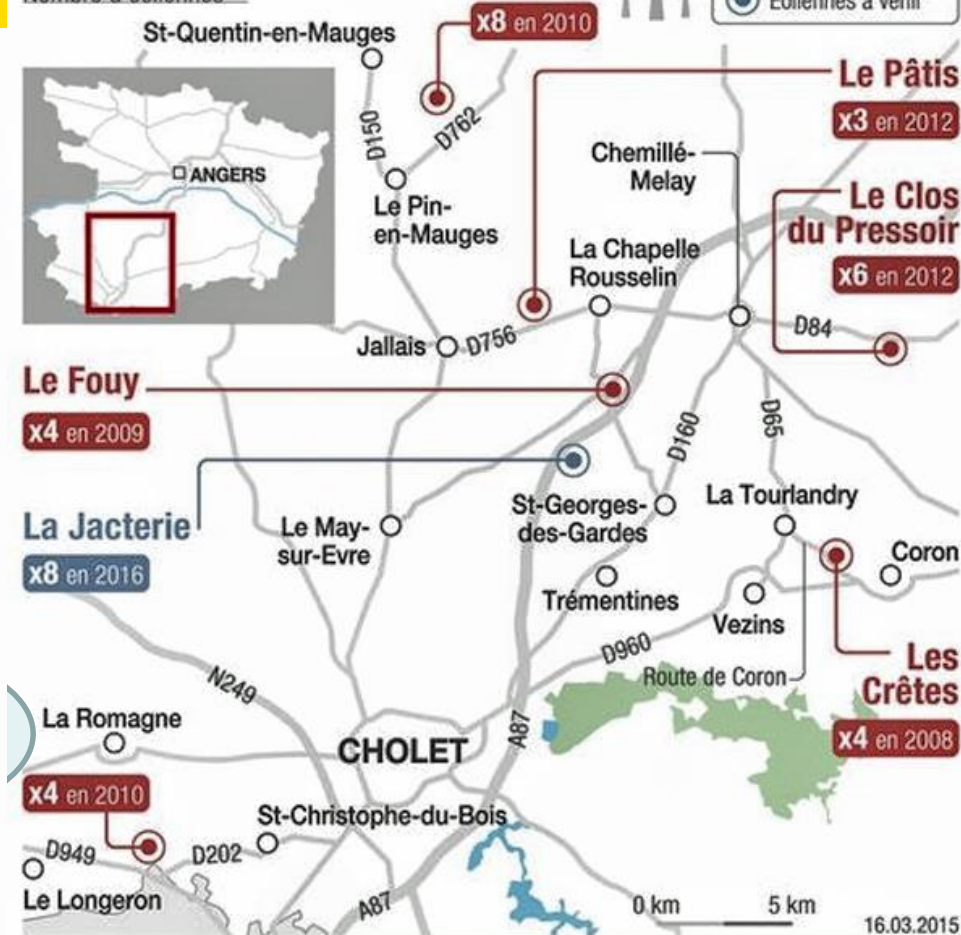 x8 en 2010
Eoliennes à venir
St-Quentin-en-Mauges
Le Pâtis
x3 en 2012
D150
D762
Chemillé-
Melay
ANGERS
Le Pin-
en-Mauges
Le Clos
du Pressoir
x6 en 2012
La Chapelle
Rousselin
D84
Jallais
D756
Le Fouy
x4 en 2009
D160
D65
La Jacterie
x8 en 2016
Le May-
sur-Evre
St-Georges-
des-Gardes
La Tourlandry
Coron
Trémentines
Vezins
D960
Route de Coron
Les
Crêtes
x4 en 2008
N249
La Romagne
CHOLET
A87
x4 en 2010
St-Christophe-du-Bois
D949
D202
Le Longeron
A87
0 km
5 km
16.03.2015